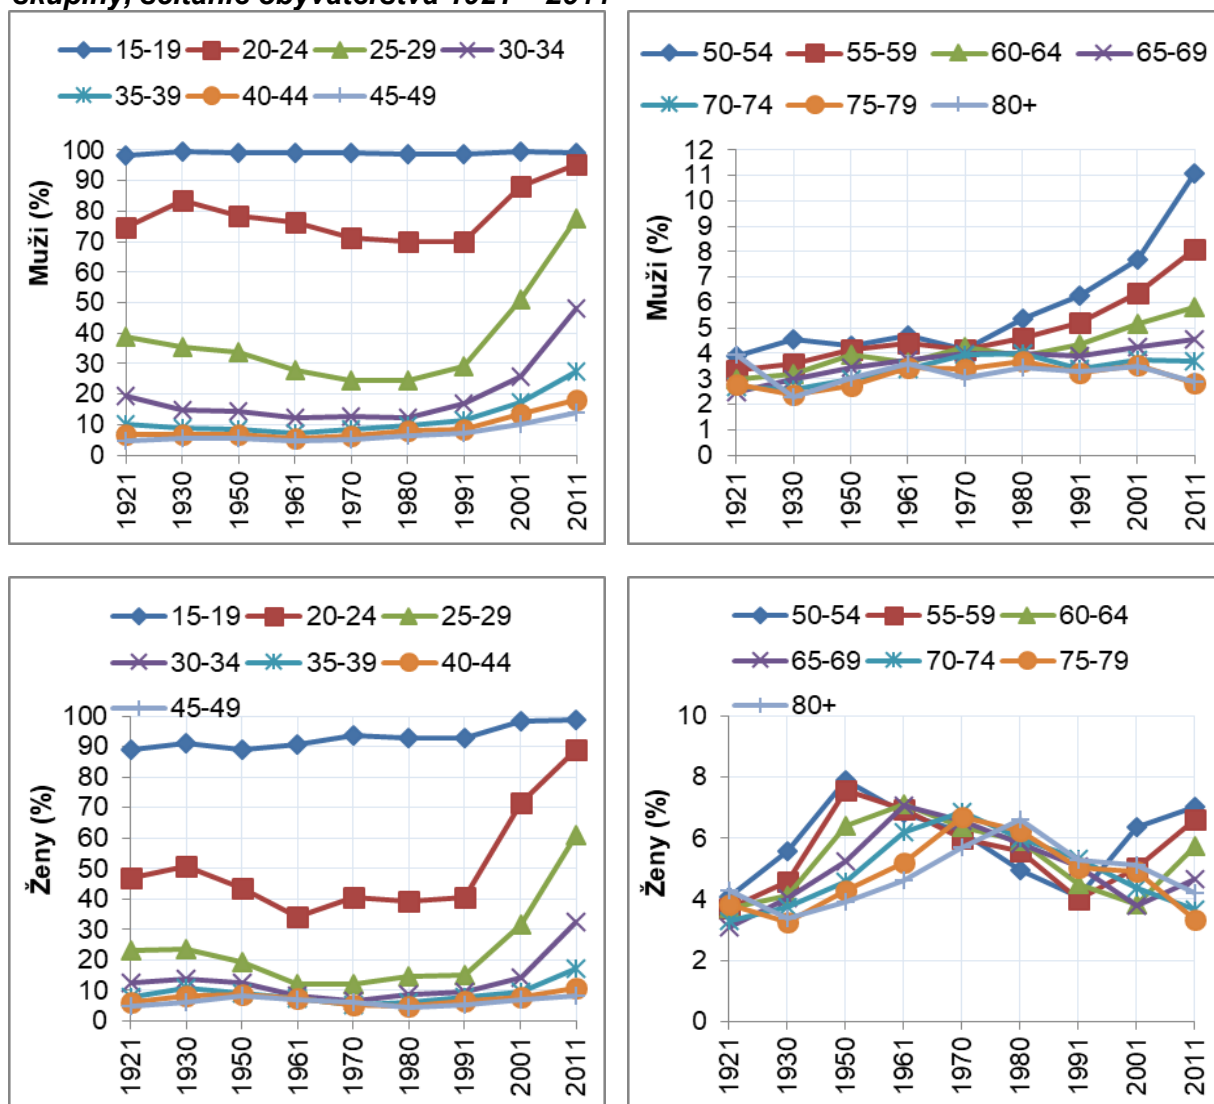 skupiny, sčítanie obyvateľstva 1921 – 2011
15-19 20-24 25-29 30-34
35-39 40-44 45-49
Muži (%)
100
90
80
70
60
50
40
30
20
10
0
1921 1930 1950 1961 1970 1980 1991 2001 2011
50-54 55-59 60-64 65-69
70-74 75-79 80+
Muži (%)
12
11
10
9
8
7
6
5
4
3
2
1
0
1921 1930 1950 1961 1970 1980 1991 2001 2011
15-19 20-24 25-29
30-34 35-39 40-44
45-49
Ženy (%)
100
90
80
70
60
50
40
30
20
10
0
1921 1930 1950 1961 1970 1980 1991 2001 2011
50-54 55-59 60-64
65-69 70-74 75-79
80+
Ženy (%)
10
8
6
4
2
0
1921 1930 1950 1961 1970 1980 1991 2001 2011